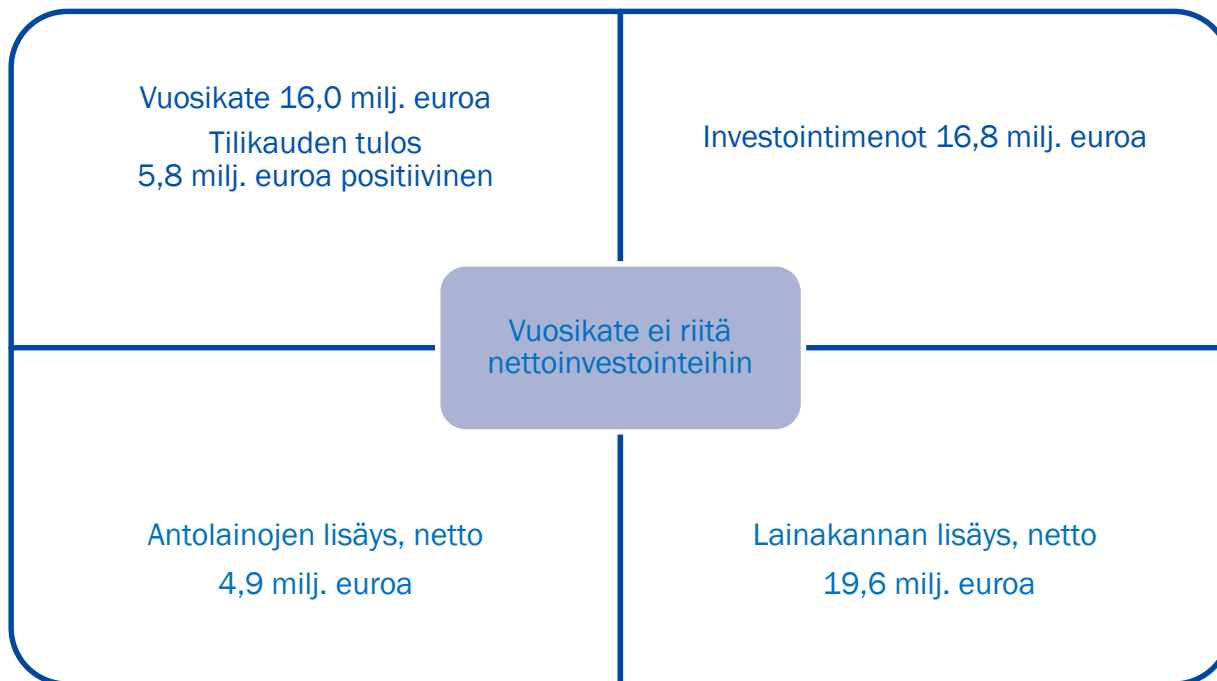 Vuosikate 16,0 milj. euroa
Tilikauden tulos
5,8 milj. euroa positiivinen
Investointimenot 16,8 milj. euroa
Vuosikate ei riitä
nettoinvestointeihin
Antolainojen lisäys, netto
4,9 milj. euroa
Lainakannan lisäys, netto
19,6 milj. euroa